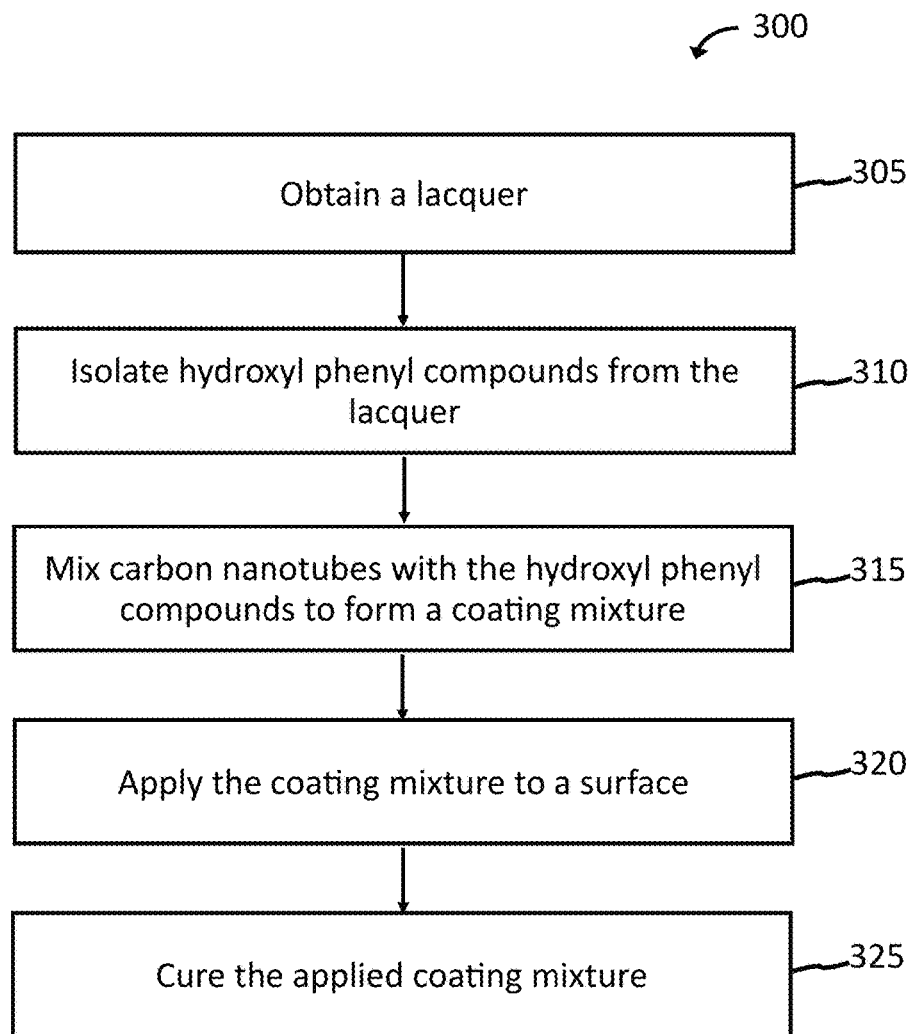 300
Obtain a lacquer
305
Isolate hydroxyl phenyl compounds from the
lacquer
310
Mix carbon nanotubes with the hydroxyl phenyl
compounds to form a coating mixture
315
Apply the coating mixture to a surface
320
Cure the applied coating mixture
325